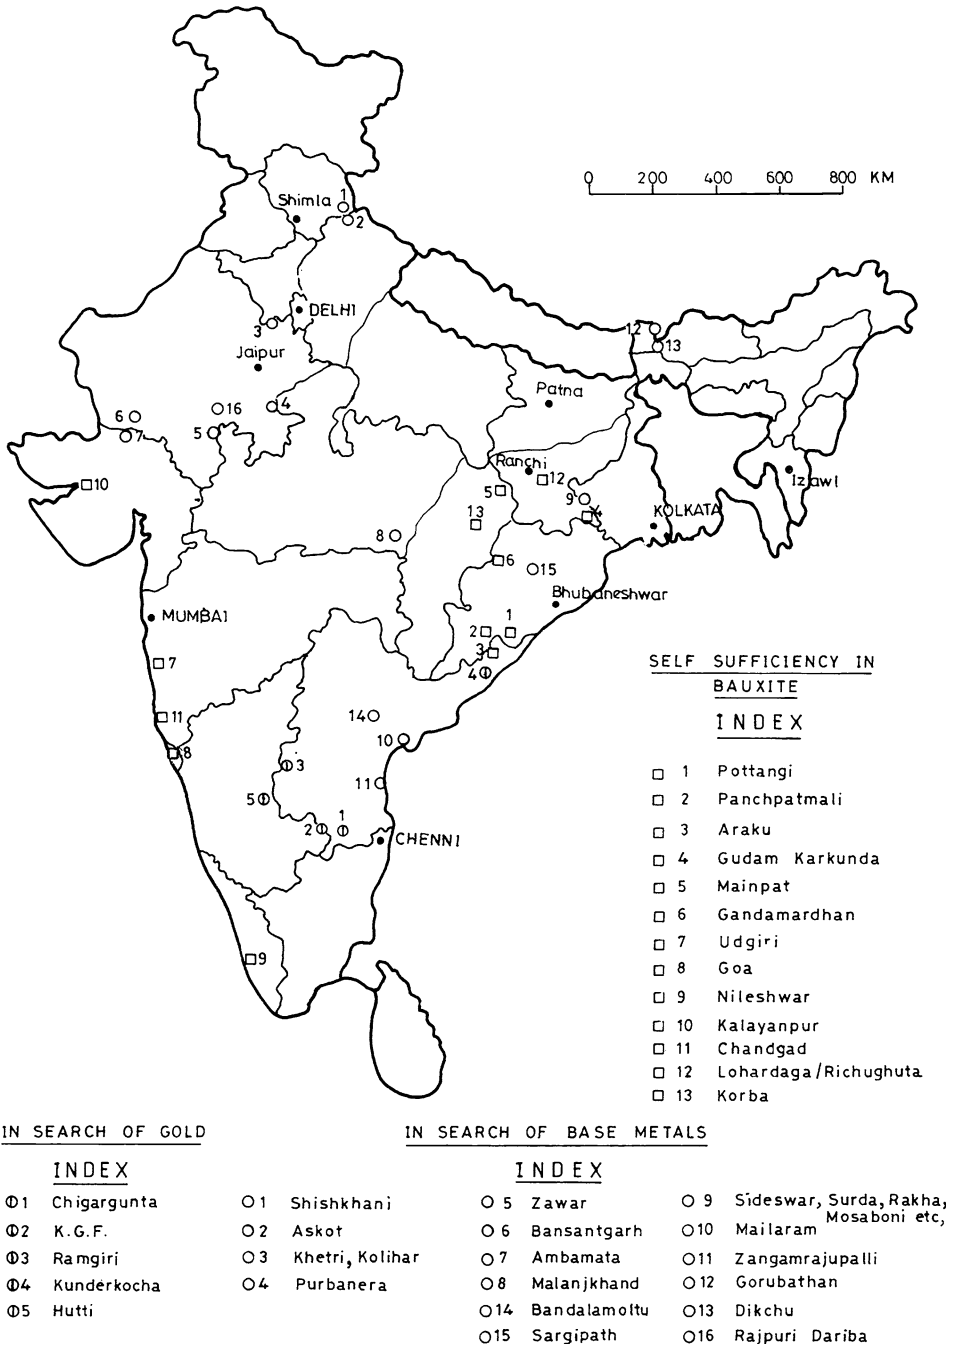 0 200 400 600 800 KM
Shimla
1
2
DELHI
3
Jaipur
12
13
Patna
6
16
4
7
5
Ranchi
12
Izawl
10
5
9
13
4
KOLKATA
8
6
15
Bhubaneshwar
MUMBAI
1
2
3
7
4
11
14
10
8
3
11
5
2
1
CHENNI
9
SELF SUFFICIENCY IN
BAUXITE
INDEX
1 Pottangi
2 Panchpatmali
3 Araku
4 Gudam Karkunda
5 Mainpat
6 Gandamardhan
7 Udgiri
8 Goa
9 Nileshwar
10 Kalayanpur
11 Chandgad
12 Lohardaga/Richughuta
13 Korba
IN SEARCH OF GOLD
INDEX
1 Chigargunta
2 K.G.F.
3 Ramgiri
4 Kunderkocha
5 Hutti
IN SEARCH OF BASE METALS
INDEX
1 Shishkhani
2 Askot
3 Khetri, Kolihar
4 Purbanera
5 Zawar
6 Bansantgarh
7 Ambamata
8 Malanjkhand
14 Bandalamoltu
15 Sargipath
9 Sideswar, Surda, Rakha,
Mosaboni etc,
10 Mailaram
11 Zangamrajupalli
12 Gorubathan
13 Dikchu
16 Rajpuri Dariba